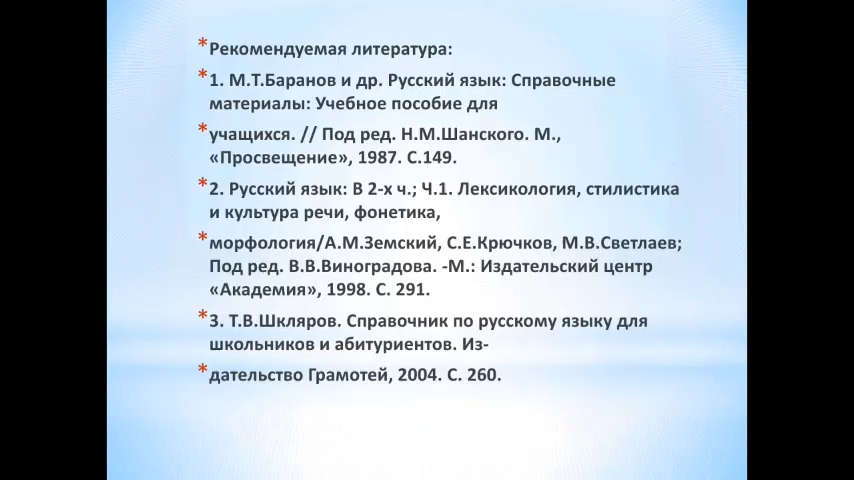 *Рекомендуемая литература:
*1. М.Т.Баранов и др. Русский язык: Справочные
материалы: Учебное пособие для
*учащихся. // Под ред. Н.М.Шанского. М.,
«Просвещение», 1987. С.149.
*2. Русский язык: В 2-х ч.; Ч.1. Лексикология, стилистика
и культура речи, фонетика,
*морфология/А.М.Земский, С.Е.Крючков, М.В.Светлаев;
Под ред. В.В.Виноградова. -М.: Издательский центр
«Академия», 1998. С. 291.
*3. Т.В.Шкляров. Справочник по русскому языку для
школьников и абитуриентов. Из-
*дательство Грамотей, 2004. С. 260.